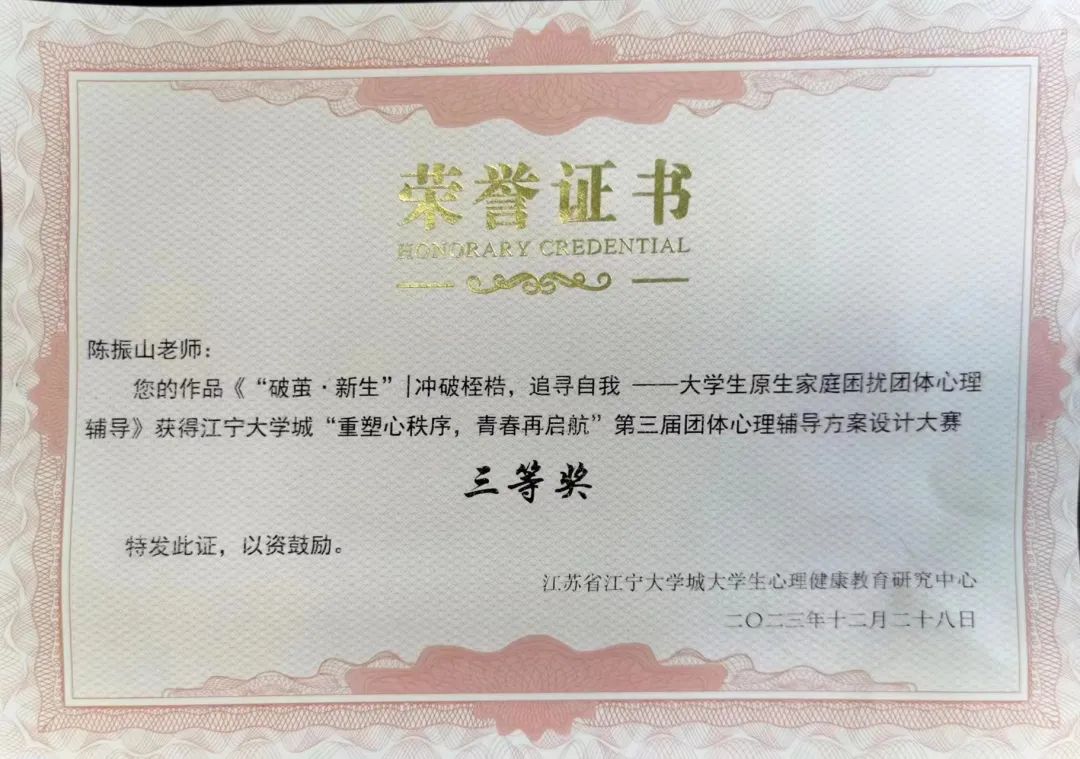 荣誉证书
HONORARY CREDENTIAL
陈振山老师：
您的作品《“破茧·新生”|冲破桎梏，追寻自我 ——大学生原生家庭困扰团体心理
辅导》获得江宁大学城“重塑心秩序，青春再启航”第三届团体心理辅导方案设计大赛
三等奖
特发此证，以资鼓励。
江苏省江宁大学城大学生心理健康教育研究中心
二〇二三年十二月二十八日